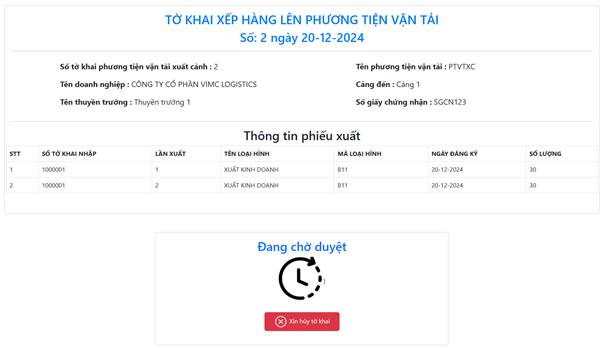 TỜ KHAI XẾP HÀNG LÊN PHƯƠNG TIỆN VẬN TẢI
Số: 2 ngày 20-12-2024
Số tờ khai phương tiện vận tải xuất cảnh : 2 Tên phương tiện vận tải : PTVTXC
Tên doanh nghiệp : CÔNG TY CỔ PHẦN VIMC LOGISTICS Cảng đến : Cảng 1
Tên thuyền trưởng : Thuyền trưởng 1 Số giấy chứng nhận : SGCN123
Thông tin phiếu xuất
STT SỐ TỜ KHAI NHẬP LẦN XUẤT TÊN LOẠI HÌNH MÃ LOẠI HÌNH NGÀY ĐĂNG KÝ SỐ LƯỢNG
1 1000001 1 XUẤT KINH DOANH B11 20-12-2024 30
2 1000001 2 XUẤT KINH DOANH B11 20-12-2024 30
Đang chờ duyệt
)
Xin hủy tờ khai